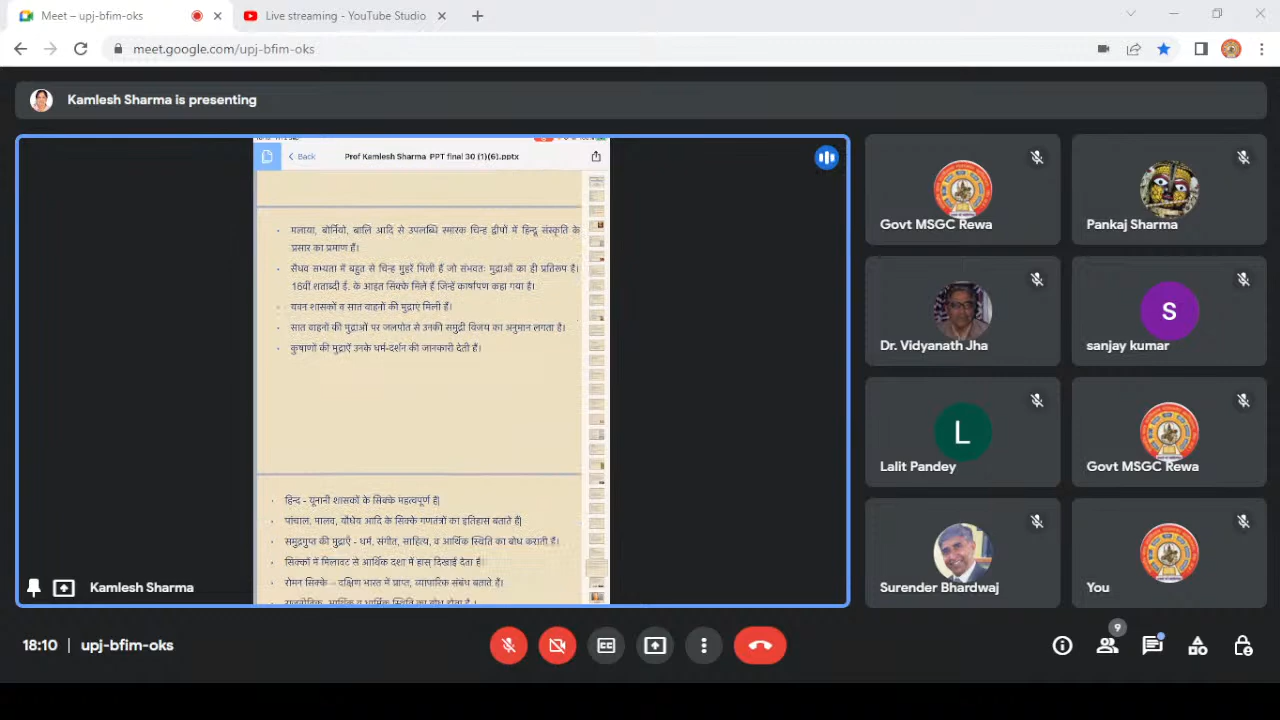 Meet – upj-bfim-oks
Live streaming - YouTube Studio
meet.google.com/upj-bfim-oks
Kamlesh Sharma is presenting
Back
Prof Kamlesh Sharma PPT final 30 (1)(6).pptx
मलाया, बोर्नियो, बालि आदि से उपलब्धि स्मारक चिन्ह द्वीपों में हिन्दू संस्कृति के
प्रसार का प्रमाण हैं।
सैंधव सभ्यता में बहुत से चिन्ह मुहरें मिली हैं जो संभवतः मुद्राओं का ही प्रतिरूप हैं।
16वीं शताब्दी ई. के आहत सिक्के मिले हैं जिन्हें कार्षापण कहा गया है।
यवन शासकों व सात वाहनों की मुद्राएं मिली हैं।
सात वाहनों की मुद्राओं पर जलपोत से उनकी समुद्री विजय का अनुमान लगता है।
कुषाणों की मुद्राऐं उनके धर्म-दर्शन की जानकारी देती हैं।
हिन्द - यूनानी शासकों के सिक्के महत्वपूर्ण हैं|
पांचाल, पालव, यौधेय आदि के सिक्के गणतंत्रों का इतिहास बताते हैं|
समुद्रगुप्त की मुद्राएं - धर्म, संगीत, साहित्य, व आर्थिक स्थिति का बोध कराती हैं।
सिक्कों में मिलावट से आर्थिक दशा में ह्रास दिखाई देता है।
रोमन सिक्के - दक्षिण भारत में प्राप्त, व्यापारिक संबंध बताते हैं।
Kamlesh Sharma
Govt MSGC Rewa
Pankaj Sharma
Dr. Vidyanath Jha
S
sanjay kumar
L
Lalit Pandey
Govt MSGC Rewa
Surender Bhardwaj
You
18:10 | upj-bfim-oks
CC
9